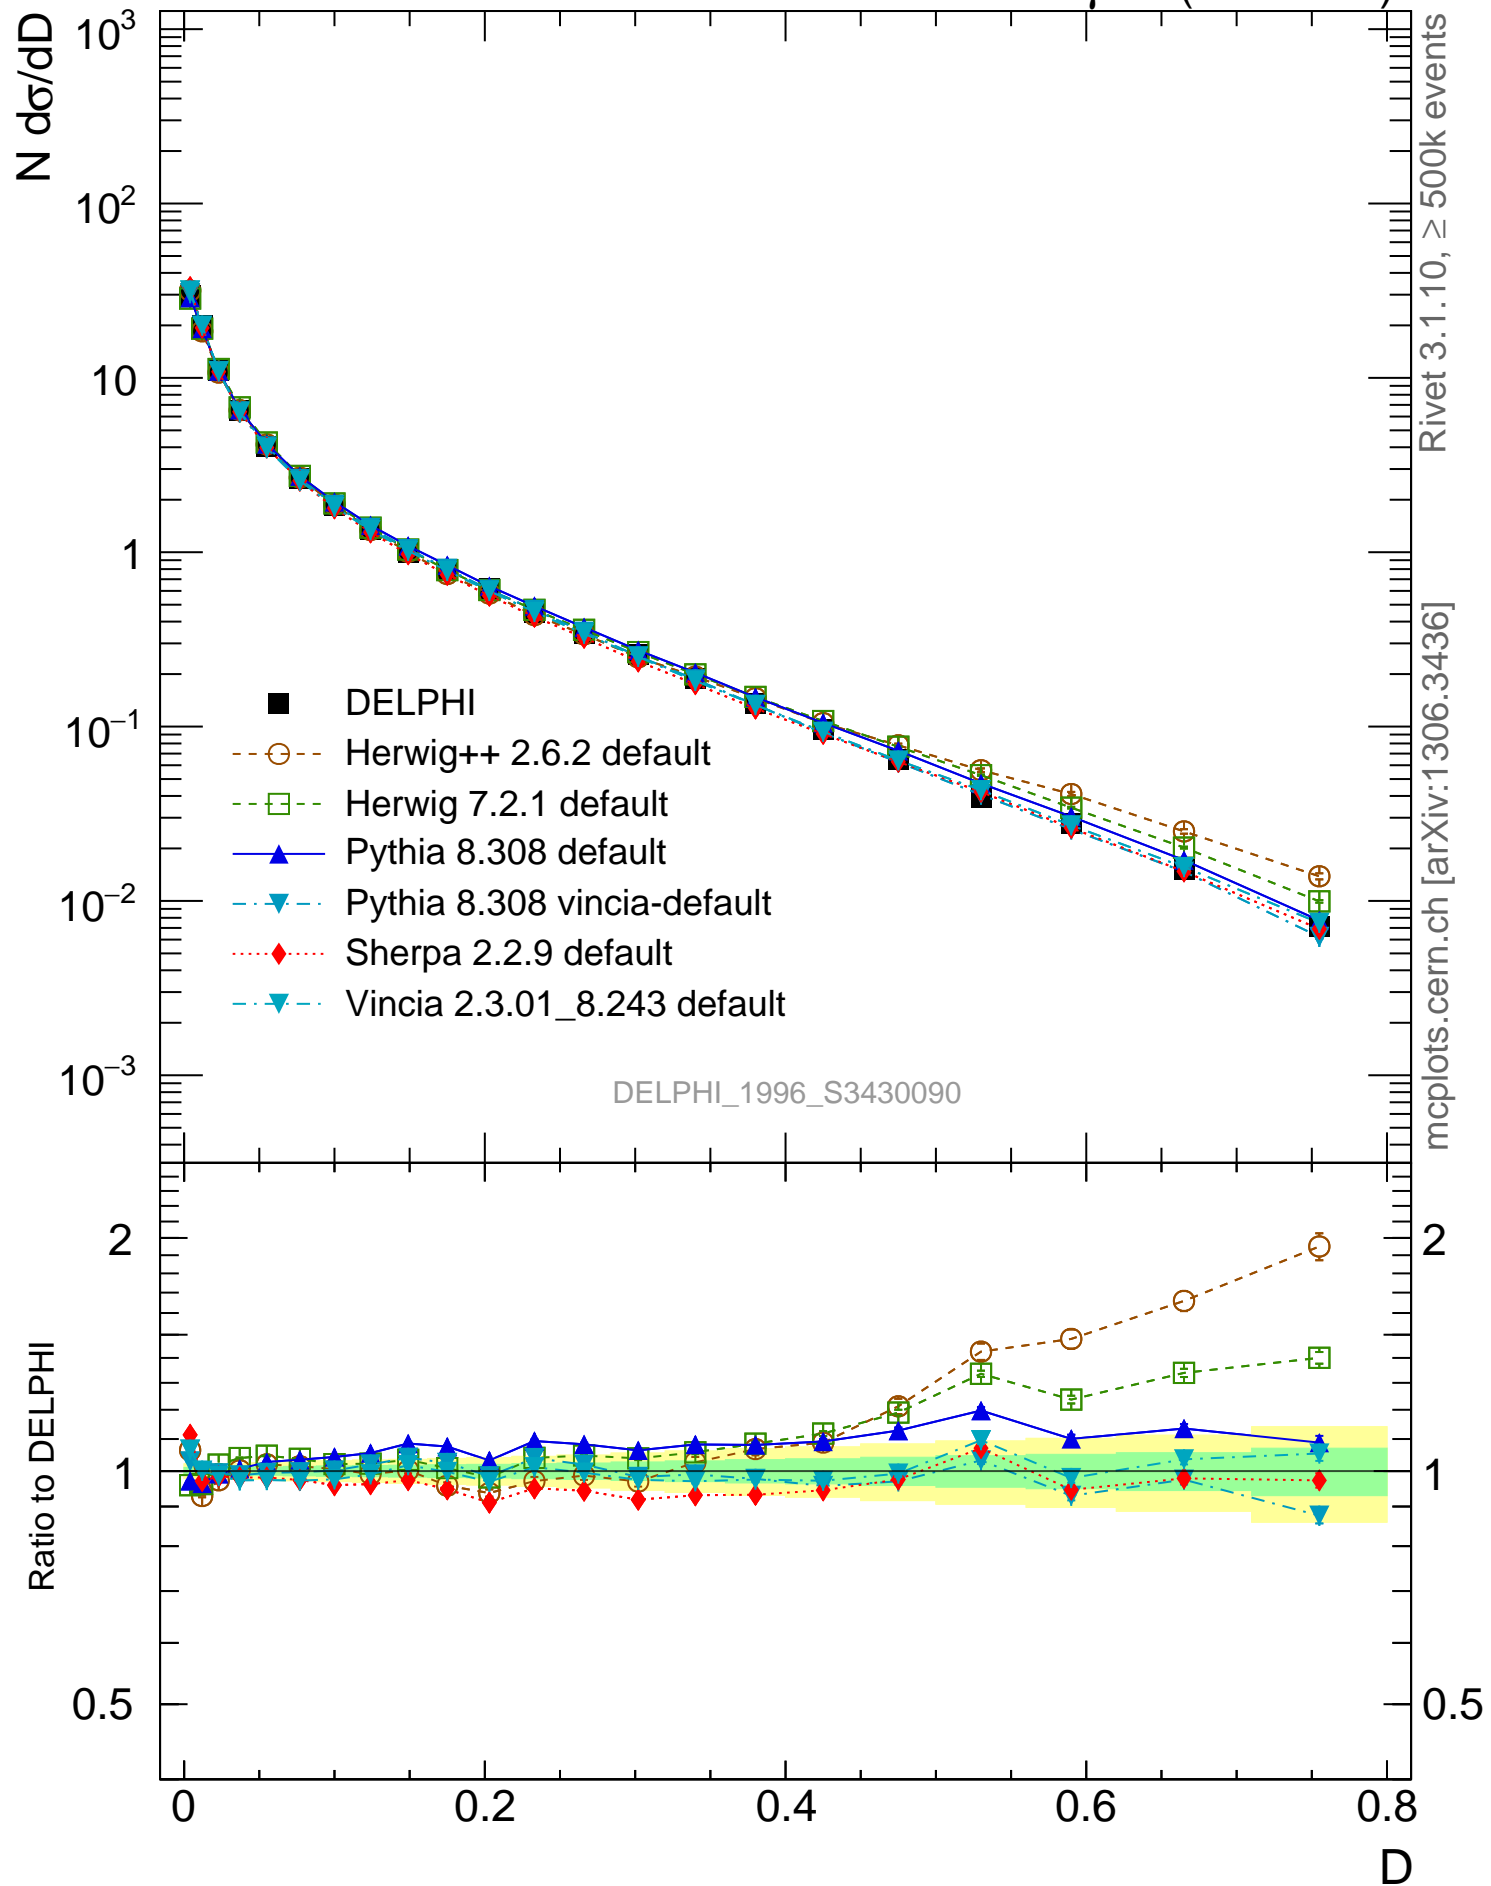 N dσ/dD
10³
10²
10
1
10⁻¹
10⁻²
10⁻³
DELPHI
Herwig++ 2.6.2 default
Herwig 7.2.1 default
Pythia 8.308 default
Pythia 8.308 vincia-default
Sherpa 2.2.9 default
Vincia 2.3.01_8.243 default
DELPHI_1996_S3430090
Rivet 3.1.10, ≥ 500k events
mcplots.cern.ch [arXiv:1306.3436]
Ratio to DELPHI
2
1
0.5
2
1
0.5
0
0.2
0.4
0.6
0.8
D